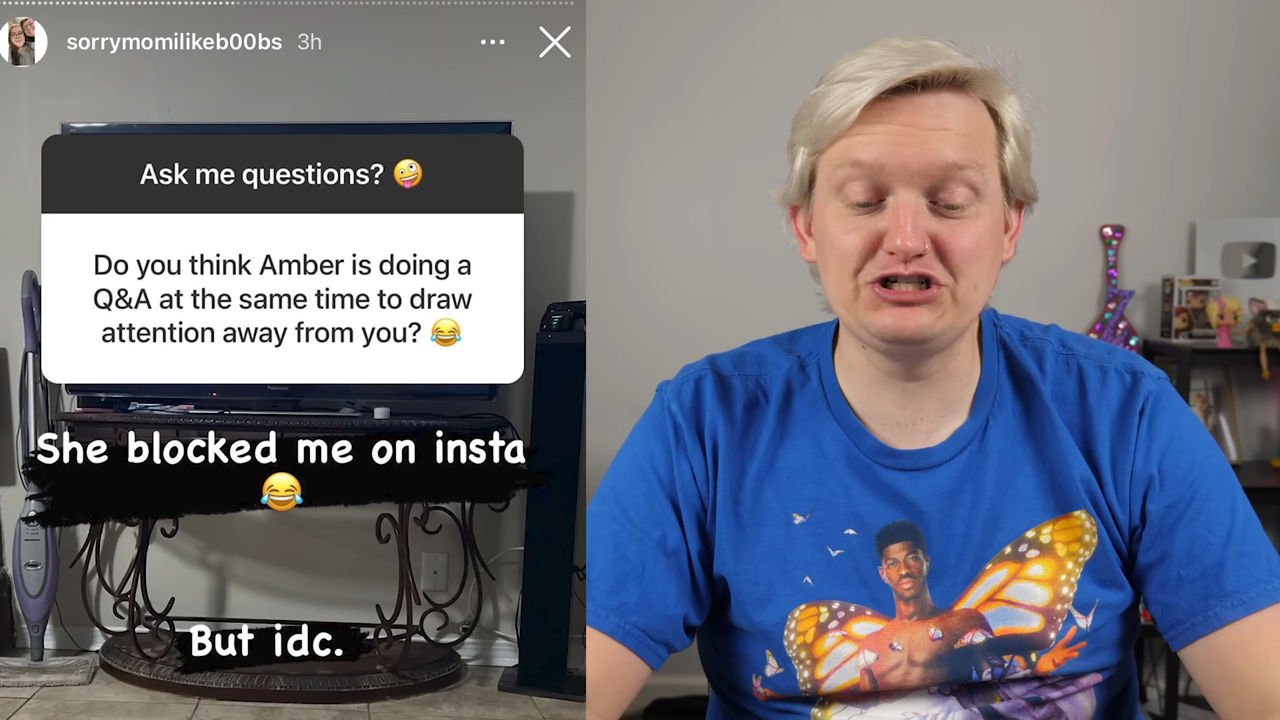 sorrymomilikeb00bs 3h
Ask me questions? 🤪
Do you think Amber is doing a
Q&A at the same time to draw
attention away from you? 😂
She blocked me on insta
😂
But idc.